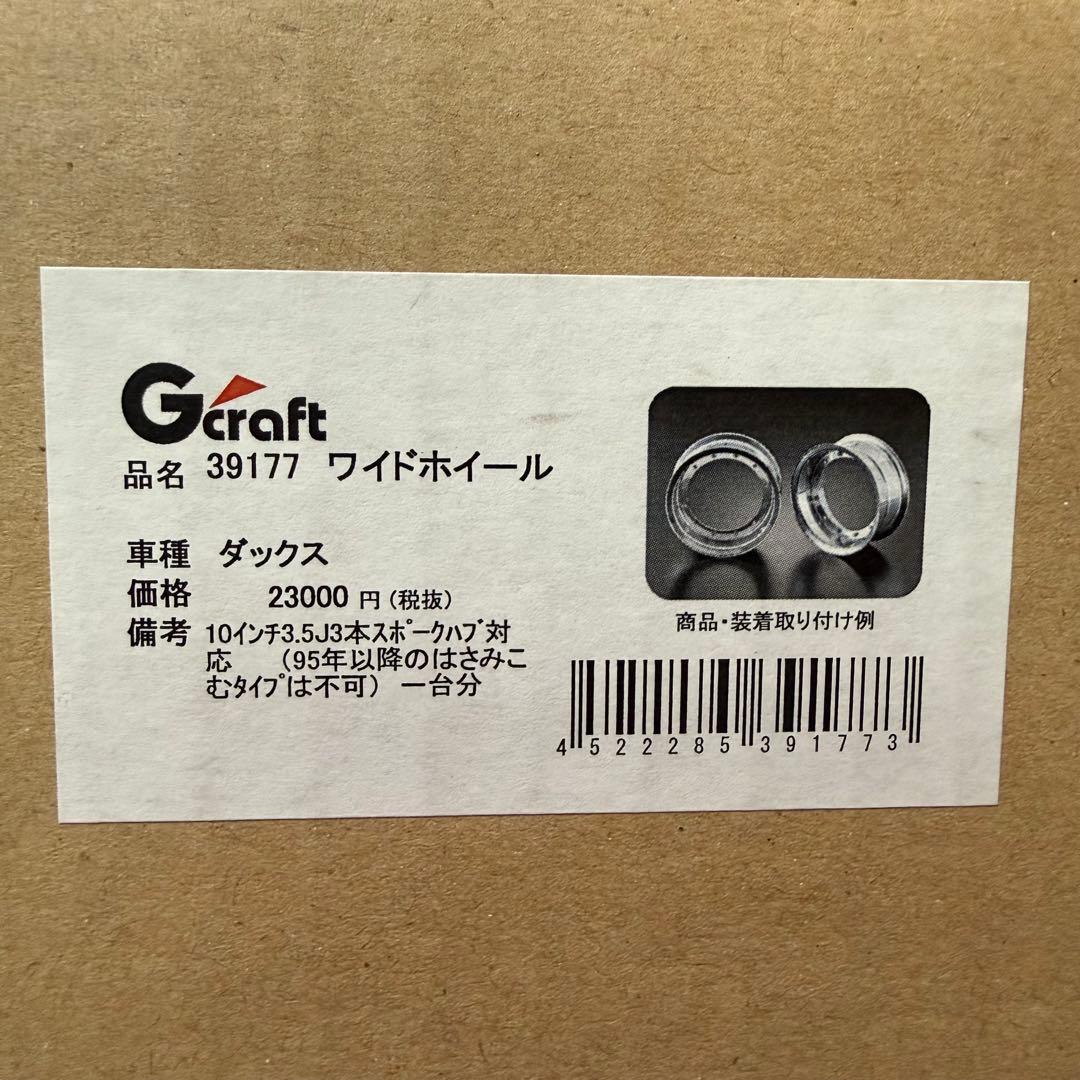 Gcraft
品名 39177 ワイドホイール
車種 ダックス
価格 23000 円(税抜)
備考 10インチ3.5J3本ｽﾎﾟｰｸﾊﾌﾞ対
応 (95年以降のはさみこ
むﾀｲﾌﾟは不可) 一台分
商品・装着取り付け例
4522285391773